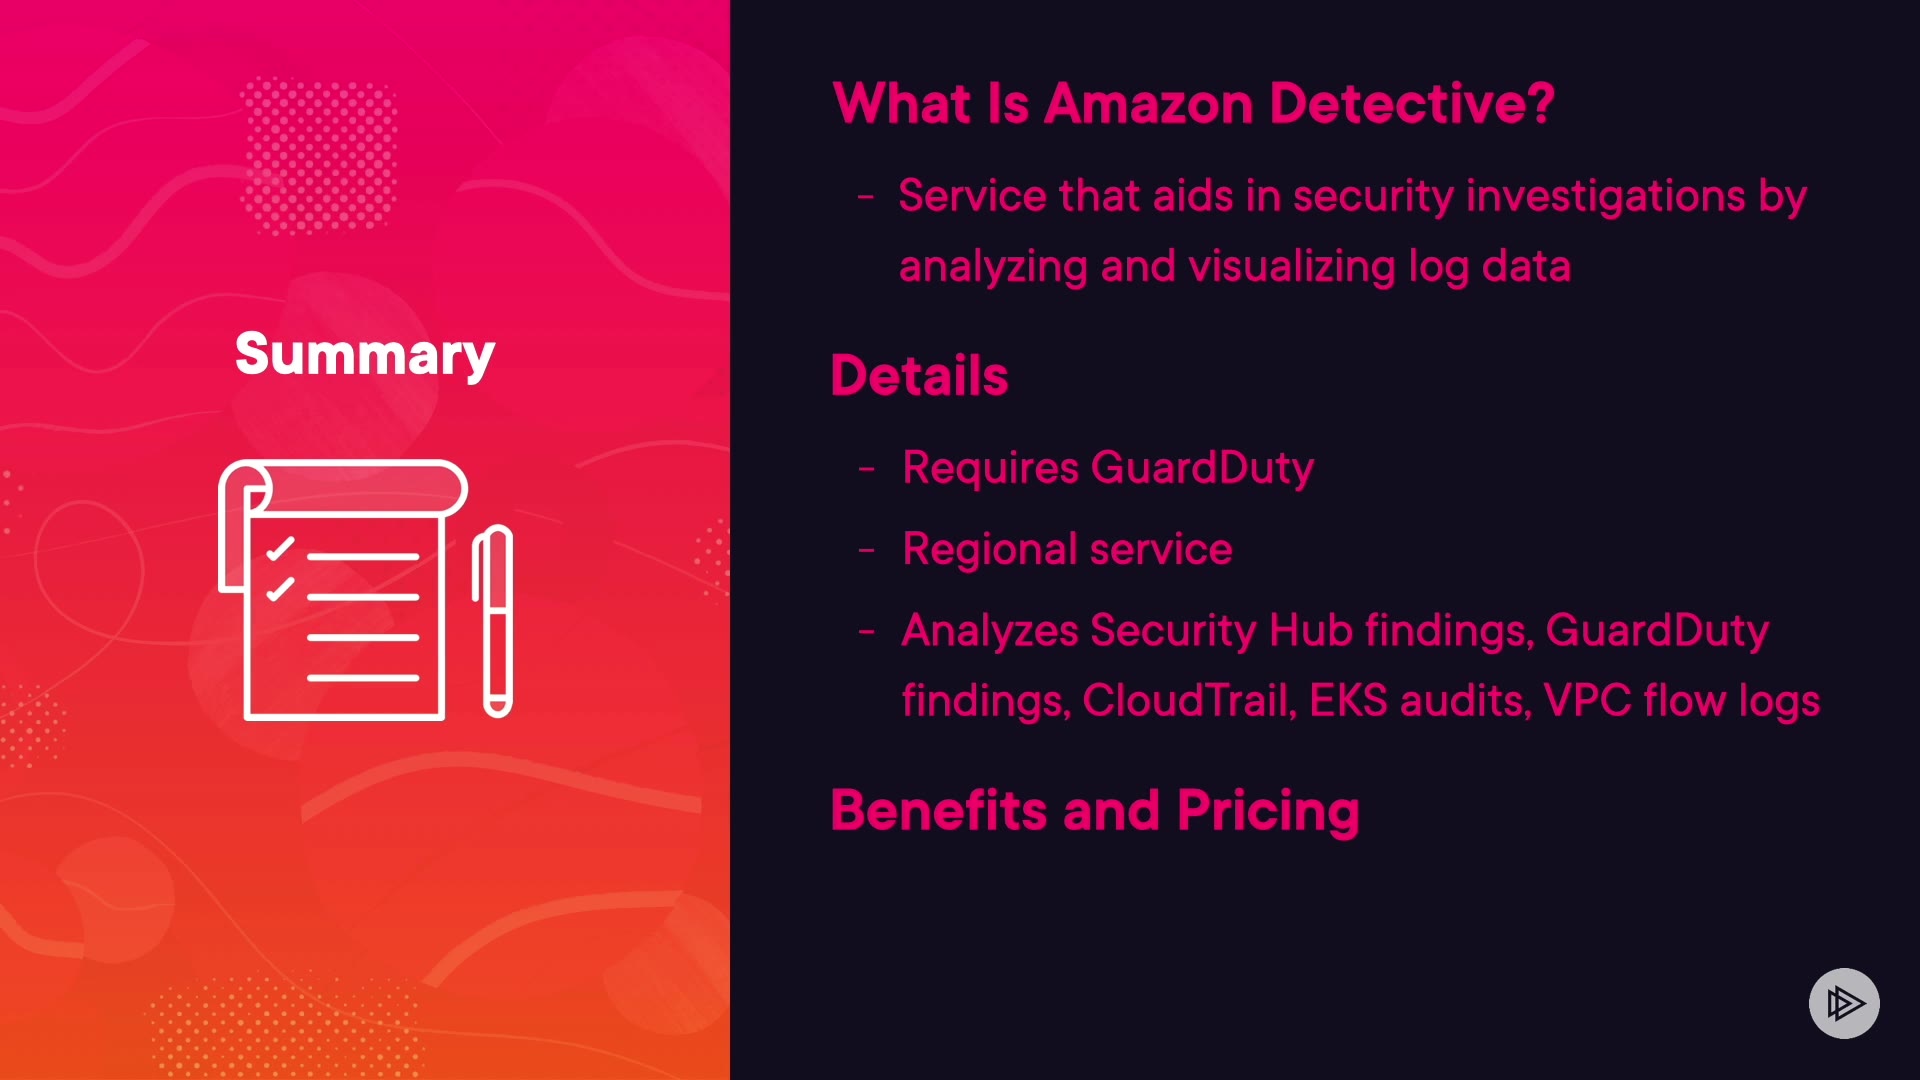 Summary
What Is Amazon Detective?
- Service that aids in security investigations by
analyzing and visualizing log data
Details
- Requires GuardDuty
- Regional service
- Analyzes Security Hub findings, GuardDuty
findings, CloudTrail, EKS audits, VPC flow logs
Benefits and Pricing